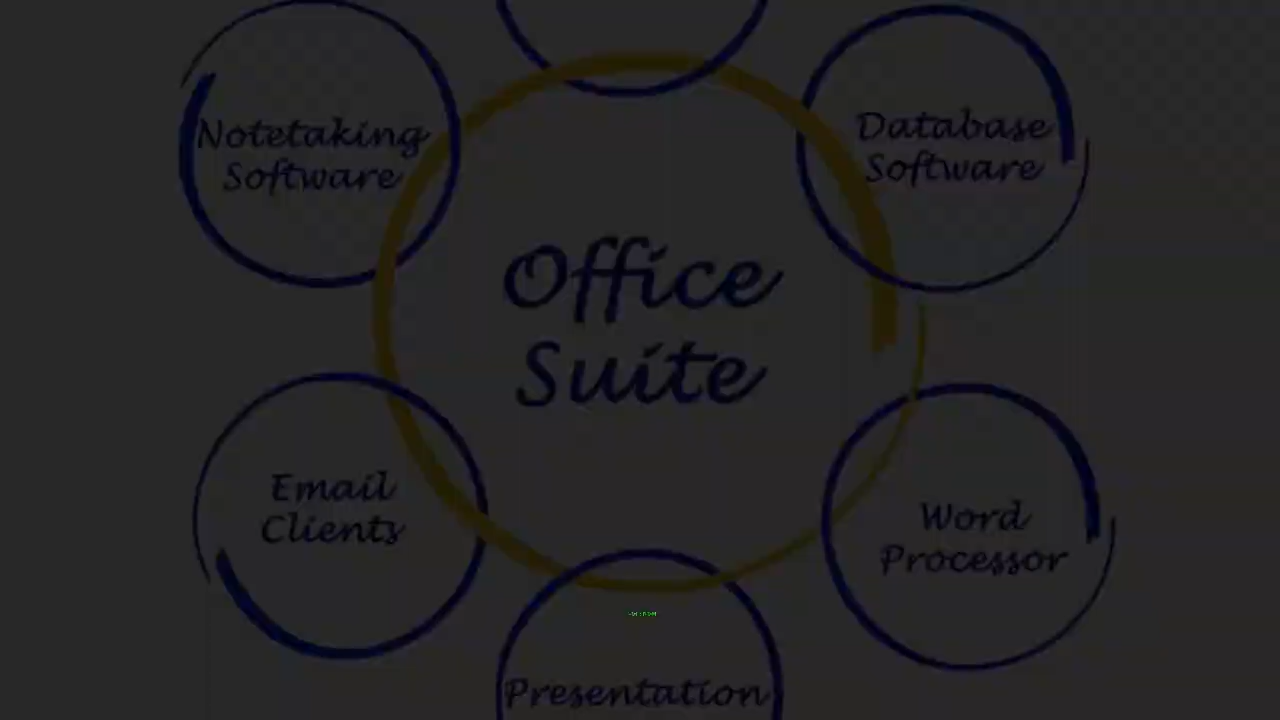 Notetaking
Software
Database
Software
Office
Suite
Email
Clients
Word
Processor
Presentation